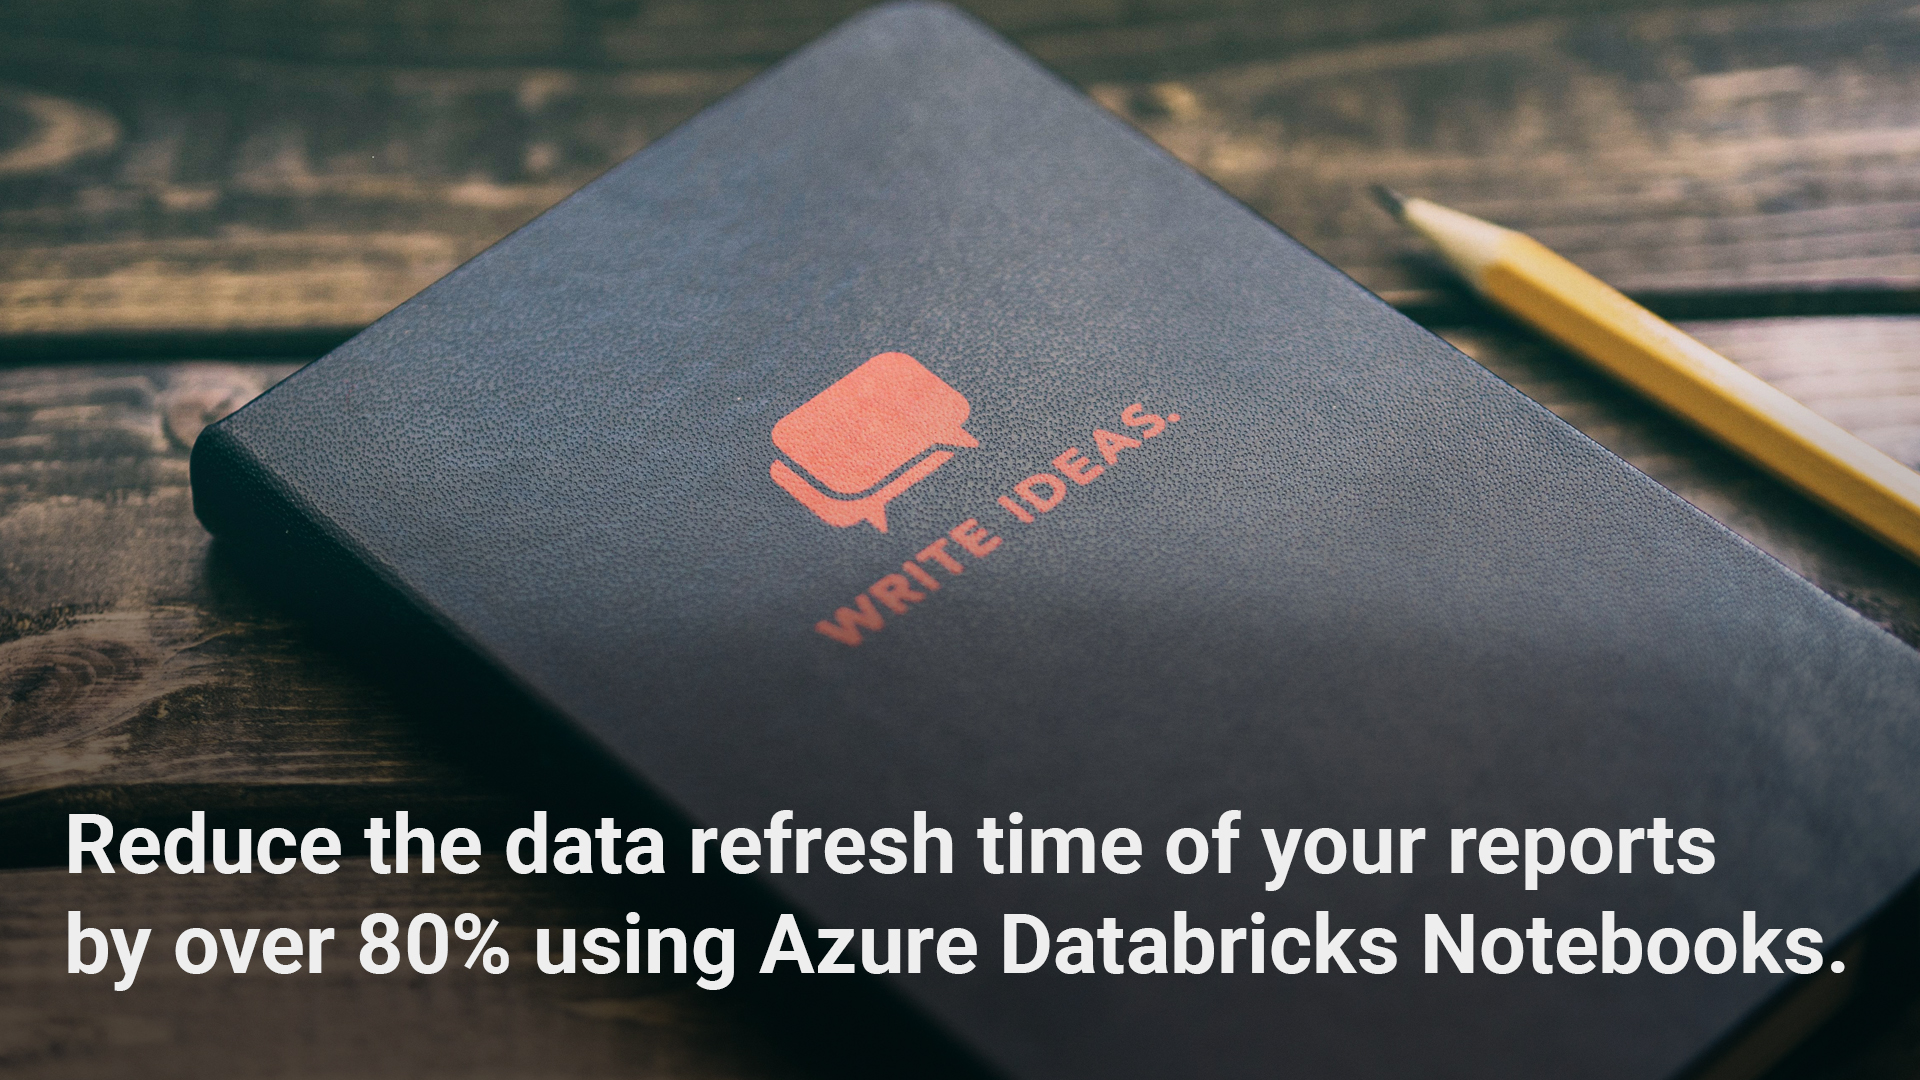 WRITE IDEAS.
Reduce the data refresh time of your reports
by over 80% using Azure Databricks Notebooks.